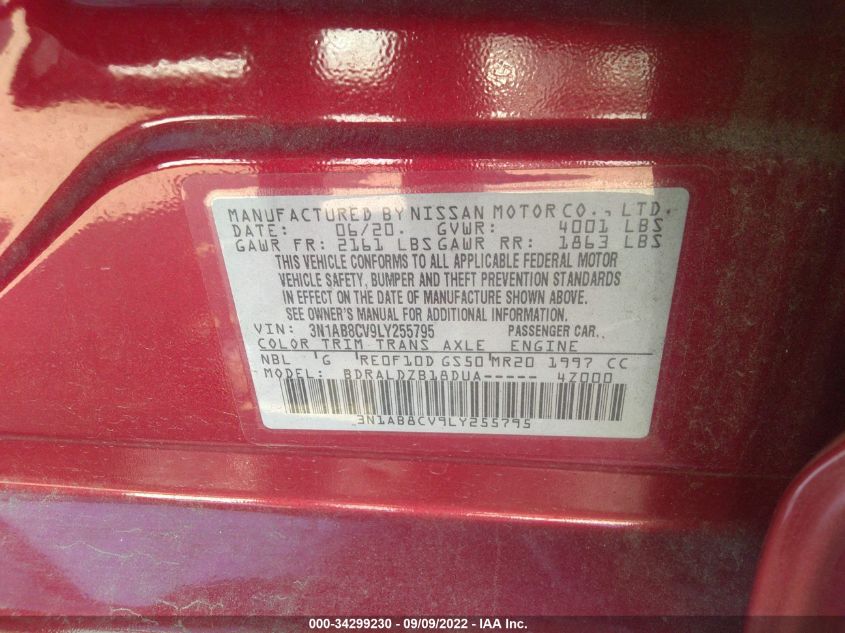 MANUFACTURED BY NISSAN MOTOR CO., LTD.
DATE: 06/20. GVWR: 4001 LBS
GAWR FR: 2161 LBS GAWR RR: 1863 LBS
THIS VEHICLE CONFORMS TO ALL APPLICABLE FEDERAL MOTOR
VEHICLE SAFETY, BUMPER AND THEFT PREVENTION STANDARDS
IN EFFECT ON THE DATE OF MANUFACTURE SHOWN ABOVE.
SEE OWNER'S MANUAL FOR ADDITIONAL INFORMATION.
VIN: 3N1AB8CV9LY255795 PASSENGER CAR..
COLOR TRIM TRANS AXLE ENGINE
NBL G RE0F10D GS50 MR20 1997 CC
MODEL: BDRALDZB18DUA----- 4Z000
3N1AB8CV9LY255795
000-34299230 - 09/09/2022 - IAA Inc.